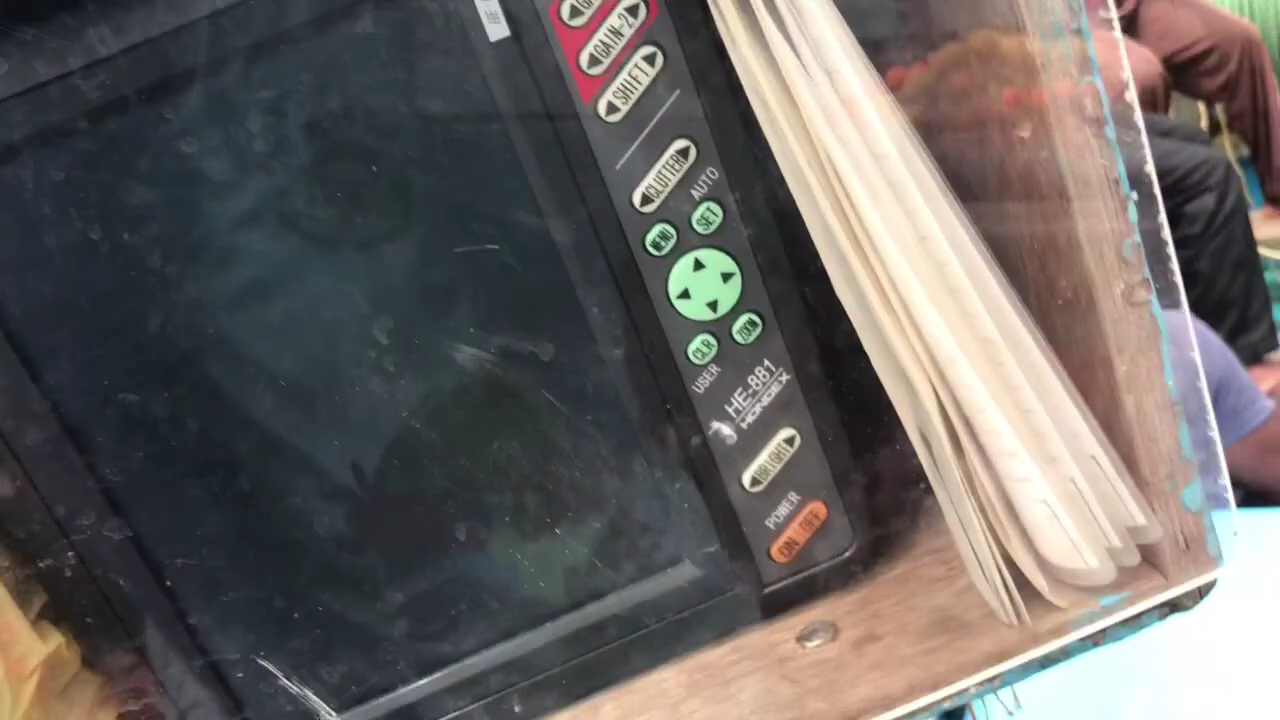 GAIN-2
SHIFT
CLUTTER
AUTO
MENU
SET
CLR
ZOOM
USER
HE-881
HONDEX
BRIGHT
POWER
ON OFF